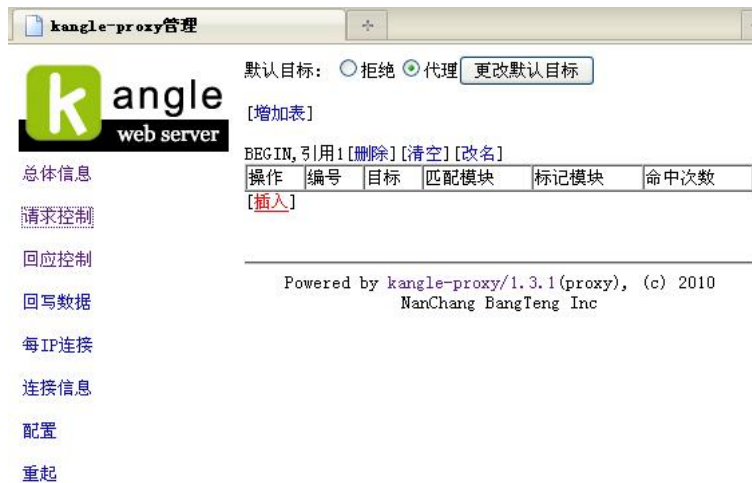 kangle-proxy管理
kangle
web server
总体信息
请求控制
回应控制
回写数据
每IP连接
连接信息
配置
重起
默认目标： 拒绝 代理 更改默认目标
[增加表]
BEGIN,引用1[删除][清空][改名]
操作 编号 目标 匹配模块 标记模块 命中次数
[插入]
Powered by kangle-proxy/1.3.1(proxy), (c) 2010
NanChang BangTeng Inc